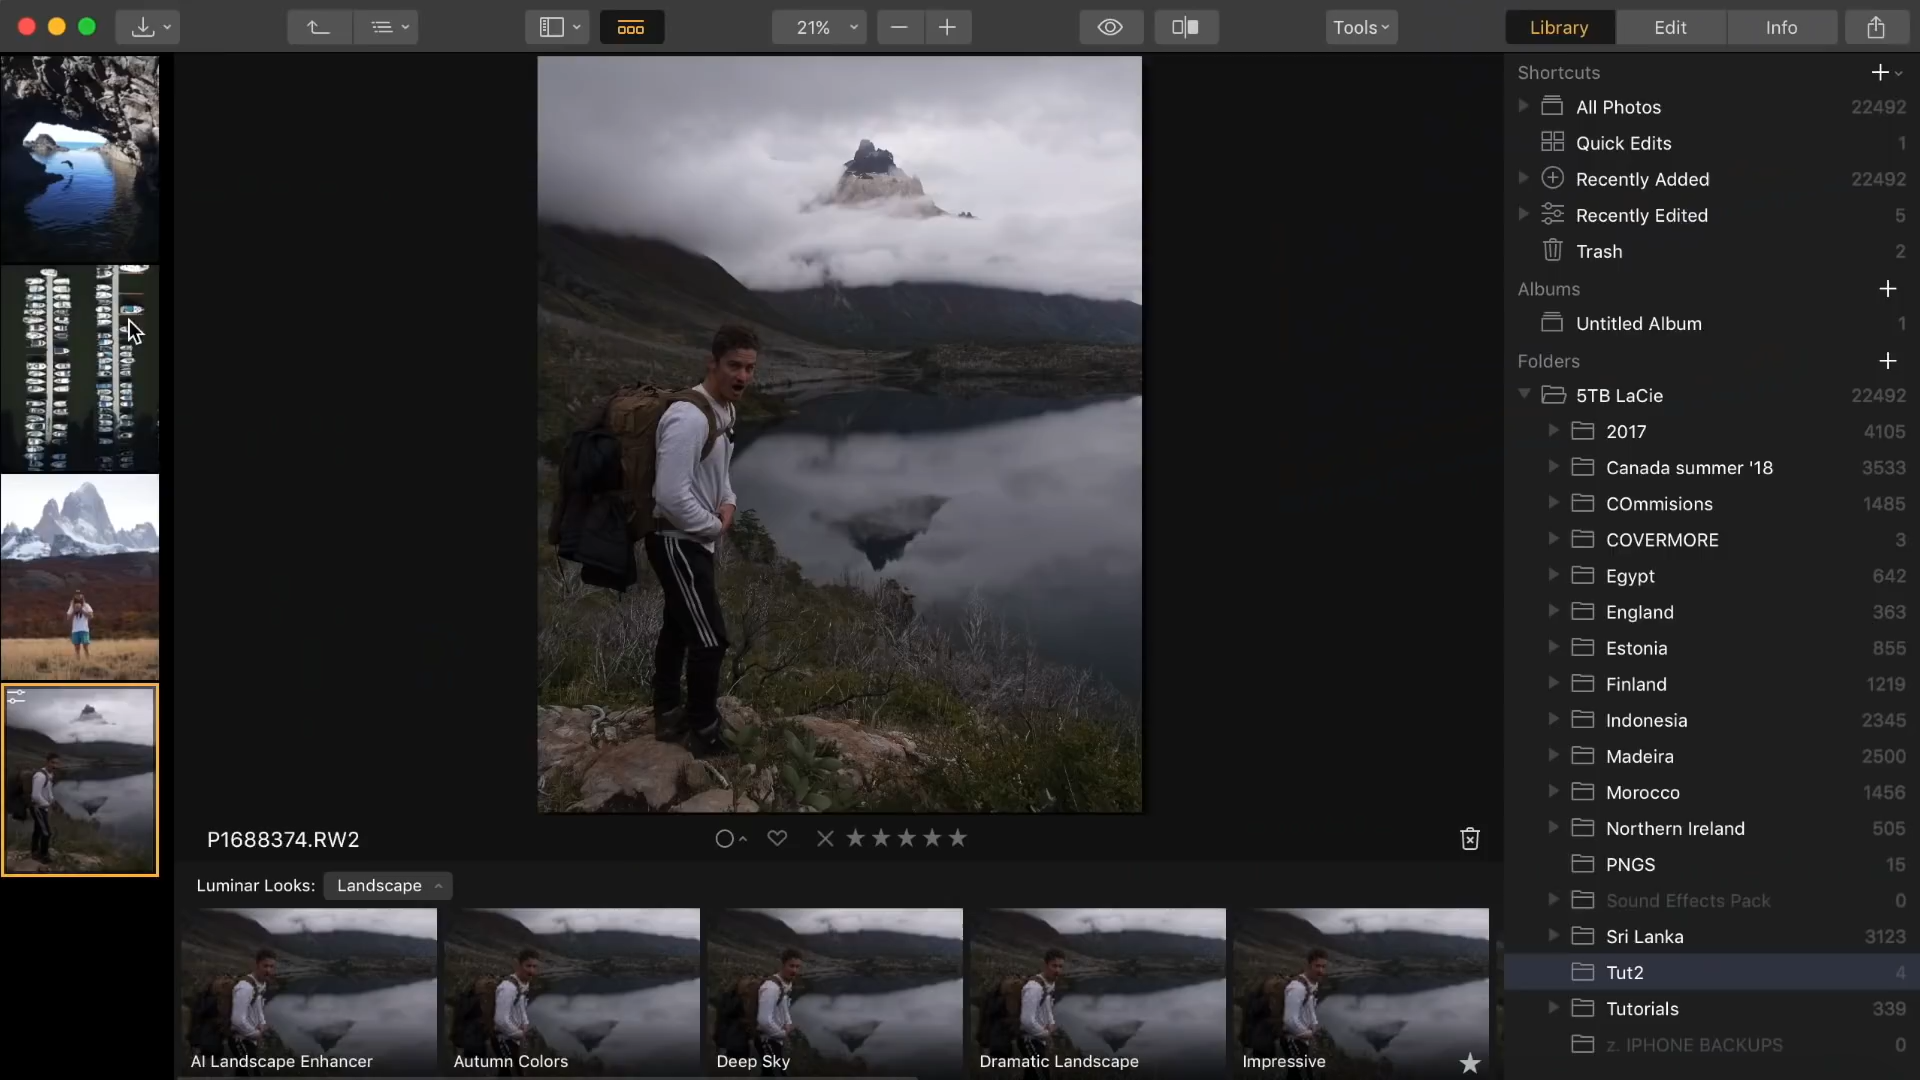 21%
Tools
Library
Edit
Info
Shortcuts
All Photos 22492
Quick Edits 1
Recently Added 22492
Recently Edited 5
Trash 2
Albums
Untitled Album 1
Folders
5TB LaCie 22492
2017 4105
Canada summer '18 3533
COmmisions 1485
COVERMORE 3
Egypt 642
England 363
Estonia 855
Finland 1219
Indonesia 2345
Madeira 2500
Morocco 1456
Northern Ireland 505
PNGS 15
Sound Effects Pack 0
Sri Lanka 3123
Tut2 4
Tutorials 339
z. IPHONE BACKUPS 0
P1688374.RW2
Luminar Looks: Landscape
AI Landscape Enhancer
Autumn Colors
Deep Sky
Dramatic Landscape
Impressive